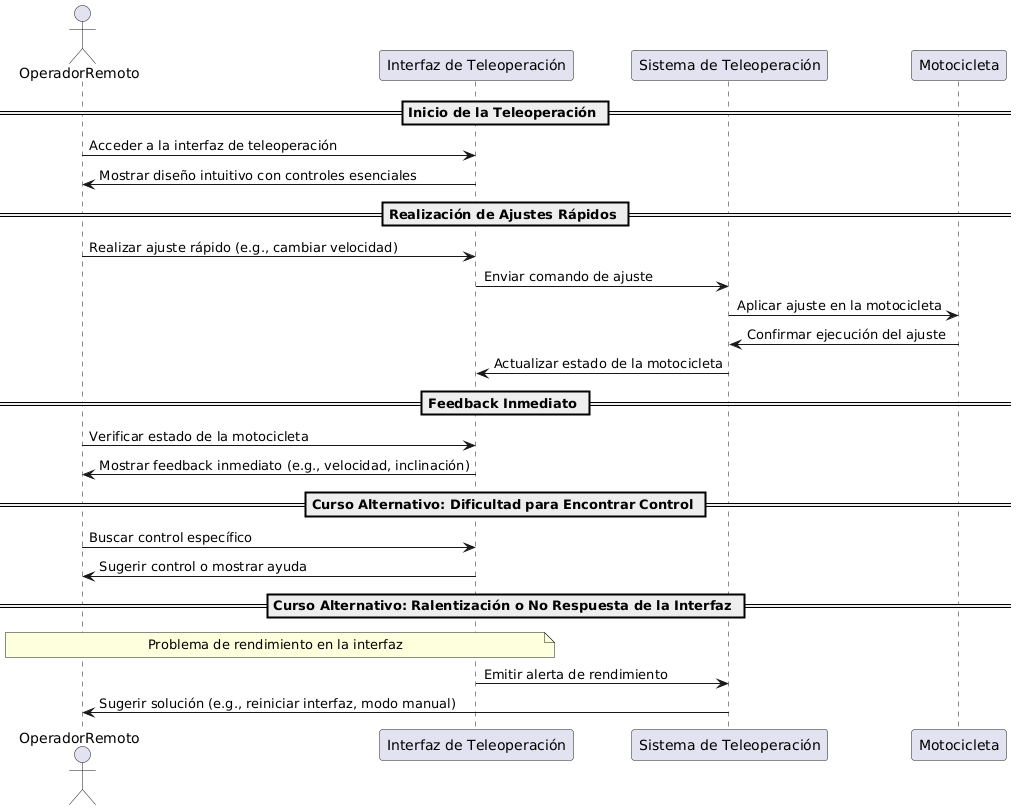 OperadorRemoto
Interfaz de Teleoperación
Sistema de Teleoperación
Motocicleta
Inicio de la Teleoperación
Acceder a la interfaz de teleoperación
Mostrar diseño intuitivo con controles esenciales
Realización de Ajustes Rápidos
Realizar ajuste rápido (e.g., cambiar velocidad)
Enviar comando de ajuste
Aplicar ajuste en la motocicleta
Confirmar ejecución del ajuste
Actualizar estado de la motocicleta
Feedback Inmediato
Verificar estado de la motocicleta
Mostrar feedback inmediato (e.g., velocidad, inclinación)
Curso Alternativo: Dificultad para Encontrar Control
Buscar control específico
Sugerir control o mostrar ayuda
Curso Alternativo: Ralentización o No Respuesta de la Interfaz
Problema de rendimiento en la interfaz
Emitir alerta de rendimiento
Sugerir solución (e.g., reiniciar interfaz, modo manual)
OperadorRemoto
Interfaz de Teleoperación
Sistema de Teleoperación
Motocicleta